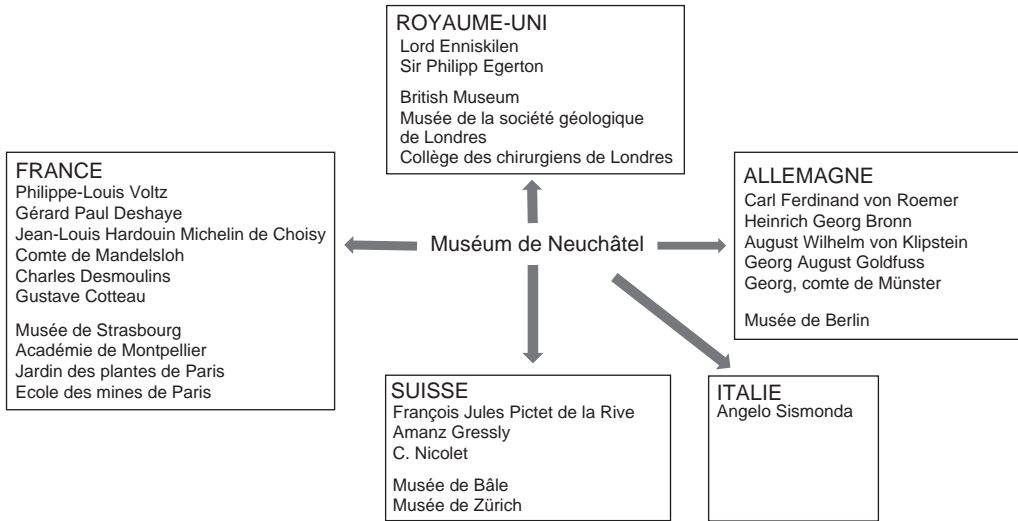 ROYAUME-UNI
Lord Enniskilen
Sir Philipp Egerton
British Museum
Musée de la société géologique
de Londres
Collège des chirurgiens de Londres
FRANCE
Philippe-Louis Voltz
Gérard Paul Deshaye
Jean-Louis Hardouin Michelin de Choisy
Comte de Mandelsloh
Charles Desmoulins
Gustave Cotteau
Musée de Strasbourg
Académie de Montpellier
Jardin des plantes de Paris
Ecole des mines de Paris
Muséum de Neuchâtel
ALLEMAGNE
Carl Ferdinand von Roemer
Heinrich Georg Bronn
August Wilhelm von Klipstein
Georg August Goldfuss
Georg, comte de Münster
Musée de Berlin
SUISSE
François Jules Pictet de la Rive
Amanz Gressly
C. Nicolet
Musée de Bâle
Musée de Zürich
ITALIE
Angelo Sismonda